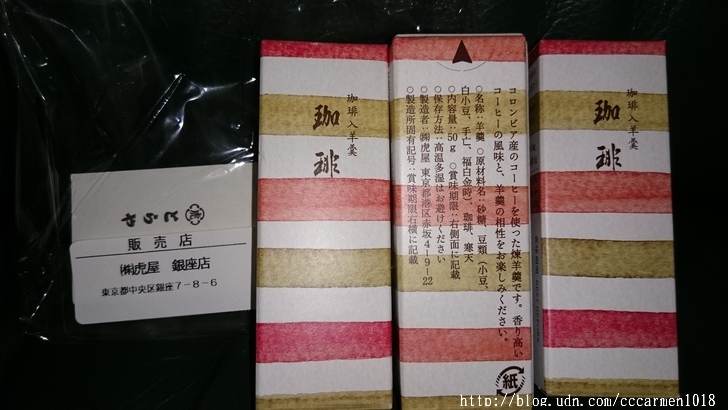 とらや
販売店
㈱虎屋 銀座店
東京都中央区銀座7-8-6
珈琲入羊羹
珈琲
コロンビア産のコーヒーを使った煉羊羹です。香り高い
コーヒーの風味と、羊羹の相性をお楽しみください。
○名称:羊羹 ○原材料名:砂糖、豆類(小豆、
白小豆、手亡、福白金時)、珈琲、寒天
○内容量:50g ○賞味期限:右側面に記載
○保存方法:高温多湿はお避けください
○製造者:㈱虎屋 東京都港区赤坂4-9-22
○製造所固有記号:賞味期限右横に記載
紙
珈琲入羊羹
珈琲
http://blog.udn.com/cccarmen1018